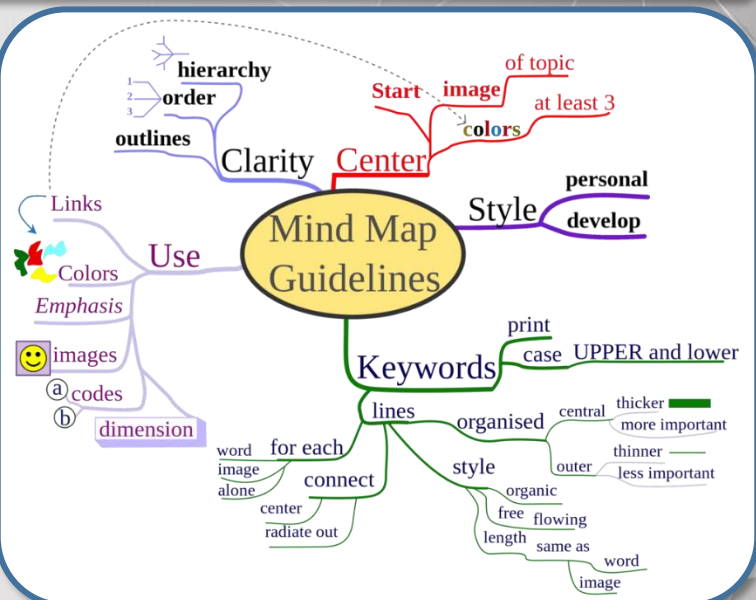 Mind Map
Guidelines
Clarity
hierarchy
1
2
3
order
outlines
Center
Start
image
of topic
colors
at least 3
Style
personal
develop
Keywords
print
case
UPPER and lower
lines
organised
central
thicker
more important
outer
thinner
less important
style
organic
free
flowing
length
same as
word
image
connect
center
radiate out
for each
word
image
alone
Use
Links
Colors
Emphasis
images
a
codes
b
dimension